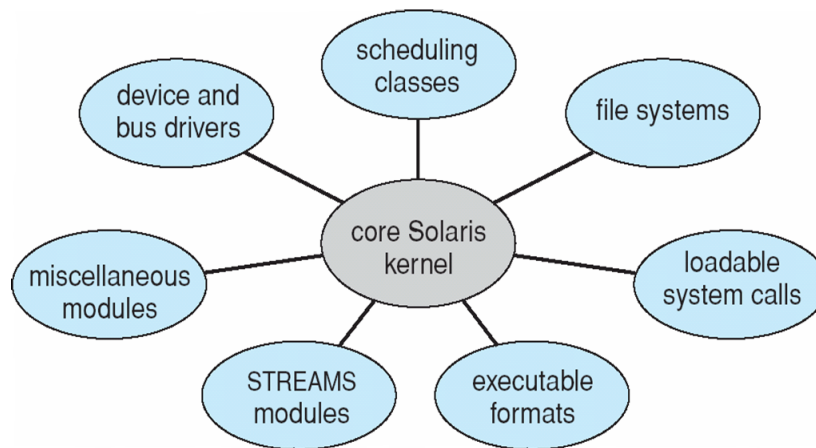 scheduling
classes
device and
bus drivers
file systems
core Solaris
kernel
miscellaneous
modules
loadable
system calls
STREAMS
modules
executable
formats